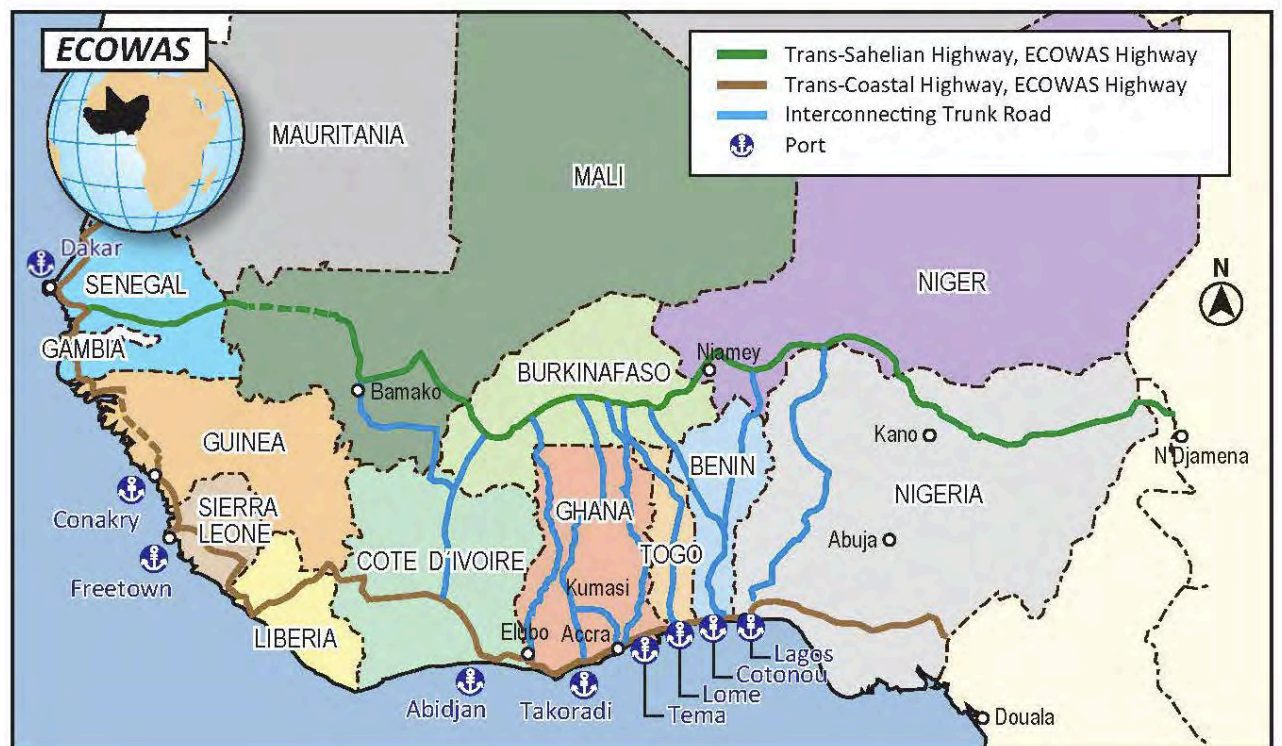 ECOWAS
Trans-Sahelian Highway, ECOWAS Highway
Trans-Coastal Highway, ECOWAS Highway
Interconnecting Trunk Road
Port
MAURITANIA
MALI
NIGER
N
Dakar
SENEGAL
GAMBIA
Bamako
BURKINAFASO
Niamey
Kano
N'Djamena
GUINEA
BENIN
NIGERIA
SIERRA
LEONE
Conakry
GHANA
COTE D'IVOIRE
TOGO
Abuja
Freetown
Kumasi
LIBERIA
Elubo
Accra
Lagos
Cotonou
Lome
Tema
Abidjan
Takoradi
Douala